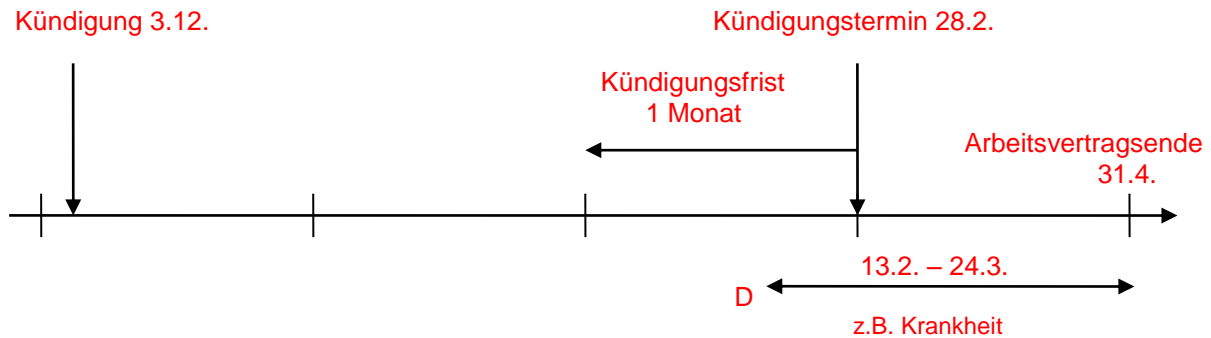 Kündigung 3.12.
Kündigungstermin 28.2.
Kündigungsfrist
1 Monat
Arbeitsvertragsende
31.4.
13.2. – 24.3.
D
z.B. Krankheit